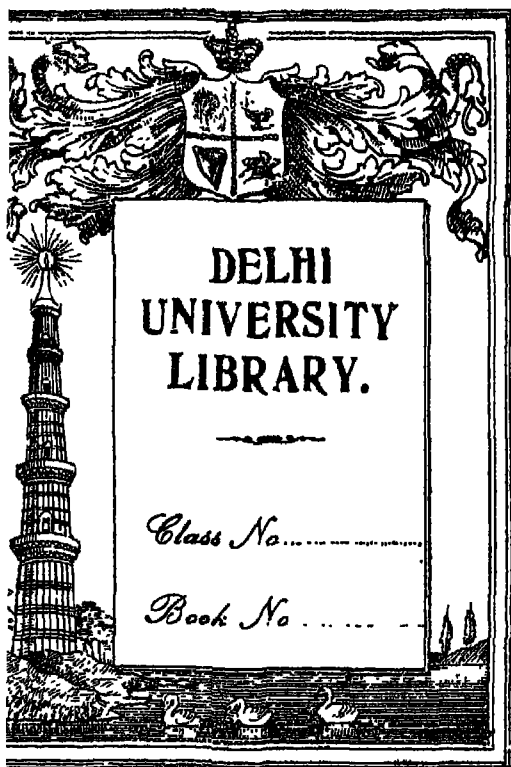 DELHI
UNIVERSITY
LIBRARY.
Class No..................
Book No .........